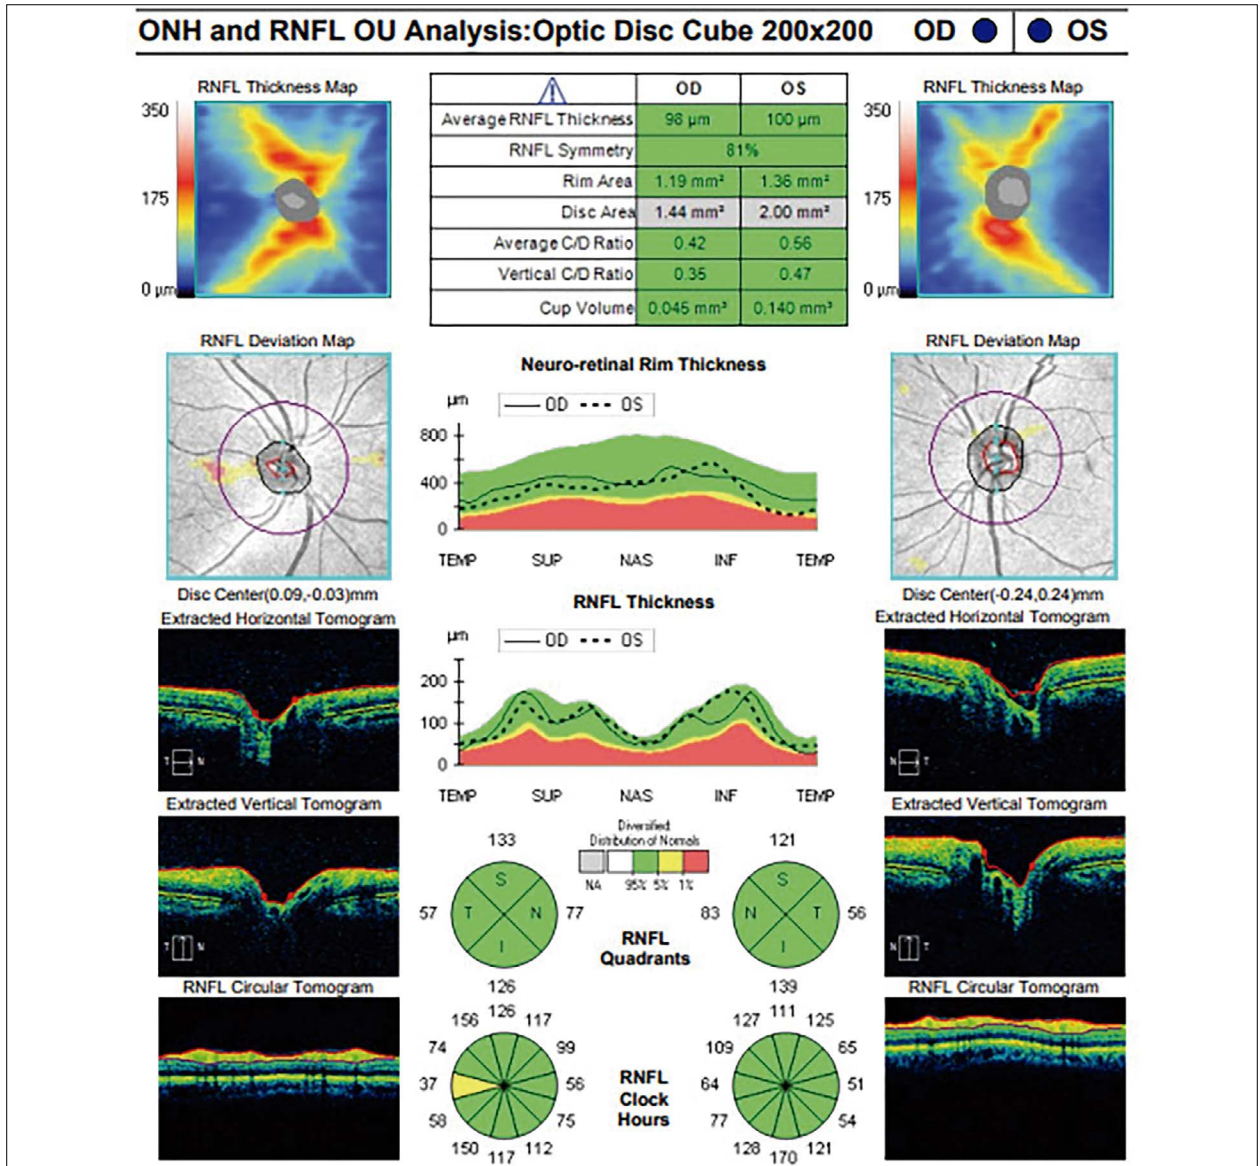 ONH and RNFL OU Analysis:Optic Disc Cube 200x200 OD OS
RNFL Thickness Map
350
175
0 µm
OD OS
Average RNFL Thickness 98 µm 100 µm
RNFL Symmetry 81%
Rim Area 1.19 mm² 1.36 mm²
Disc Area 1.44 mm² 2.00 mm²
Average C/D Ratio 0.42 0.56
Vertical C/D Ratio 0.35 0.47
Cup Volume 0.045 mm³ 0.140 mm³
RNFL Thickness Map
350
175
0 µm
RNFL Deviation Map
Disc Center(0.09,-0.03)mm
Neuro-retinal Rim Thickness
µm OD OS
800
400
0
TEMP SUP NAS INF TEMP
RNFL Deviation Map
Disc Center(-0.24,0.24)mm
Extracted Horizontal Tomogram
T N
RNFL Thickness
µm OD OS
200
100
0
TEMP SUP NAS INF TEMP
Extracted Horizontal Tomogram
N T
Extracted Vertical Tomogram
T N
Diversified
Distribution of Normals
NA 95% 5% 1%
133
S
57 T N 77
I
126
RNFL
Quadrants
121
S
83 N T 56
I
139
Extracted Vertical Tomogram
N T
RNFL Circular Tomogram
126
156 117
74 99
37 56
58 75
150 112
117
RNFL
Clock
Hours
111
127 125
109 65
64 51
77 54
128 121
170
RNFL Circular Tomogram